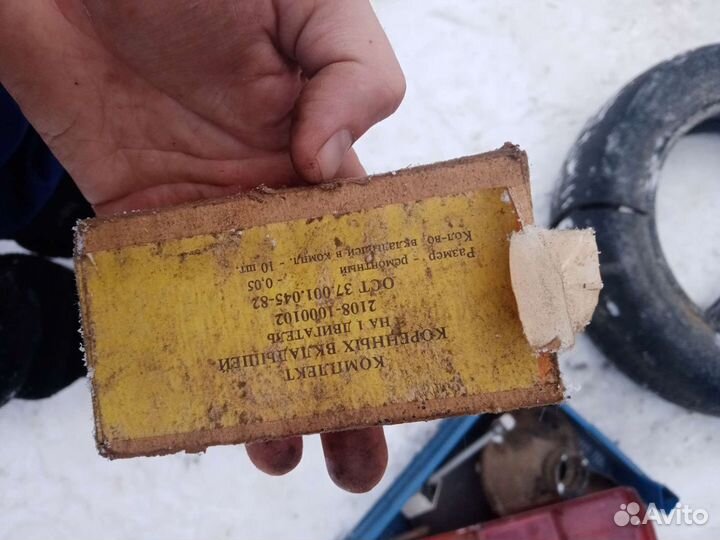 КОМПЛЕКТ
КОРЕННЫХ ВКЛАДЫШЕЙ
НА 1 ДВИГАТЕЛЬ
2108-1000102
ОСТ 37.001.045-82
Размер - ремонтный - 0.05
Кол-во вкладышей в компл. - 10 шт.
Avito